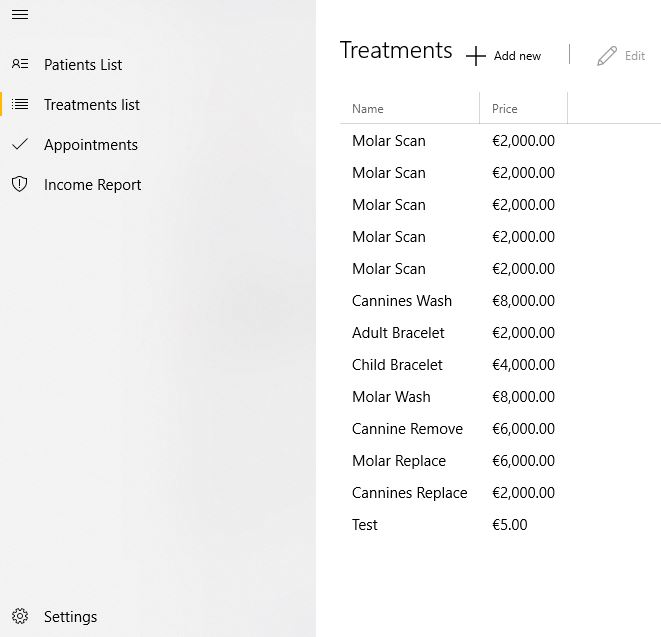 Patients List
Treatments list
Appointments
Income Report
Settings
Treatments Add new Edit
Name Price
Molar Scan €2,000.00
Molar Scan €2,000.00
Molar Scan €2,000.00
Molar Scan €2,000.00
Molar Scan €2,000.00
Cannines Wash €8,000.00
Adult Bracelet €2,000.00
Child Bracelet €4,000.00
Molar Wash €8,000.00
Cannine Remove €6,000.00
Molar Replace €6,000.00
Cannines Replace €2,000.00
Test €5.00